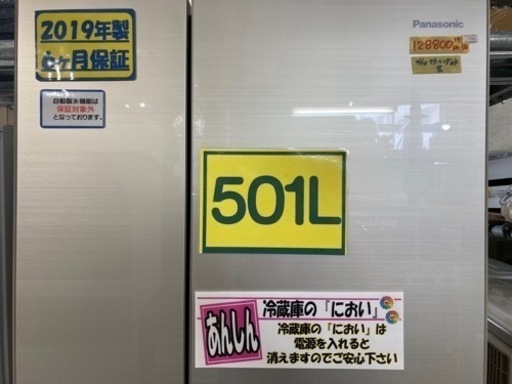 2019年製
6ヶ月保証
自動製氷機能は
保証対象外
となっております。
Panasonic
128800
501L
あんしん
冷蔵庫の『におい』
冷蔵庫の『におい』は
電源を入れると
消えますのでご安心下さい